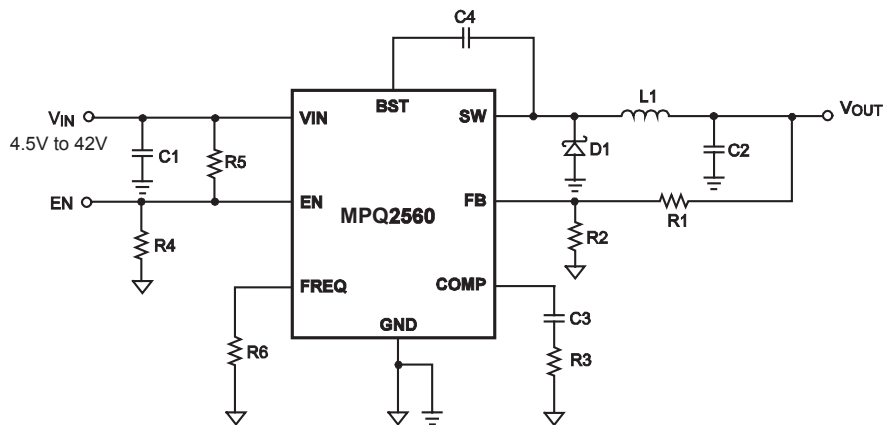 C4
BST
SW
L1
VOUT
VIN
VIN
4.5V to 42V
C1
R5
D1
C2
EN
EN
MPQ2560
FB
R1
R4
R2
FREQ
COMP
C3
R6
GND
R3